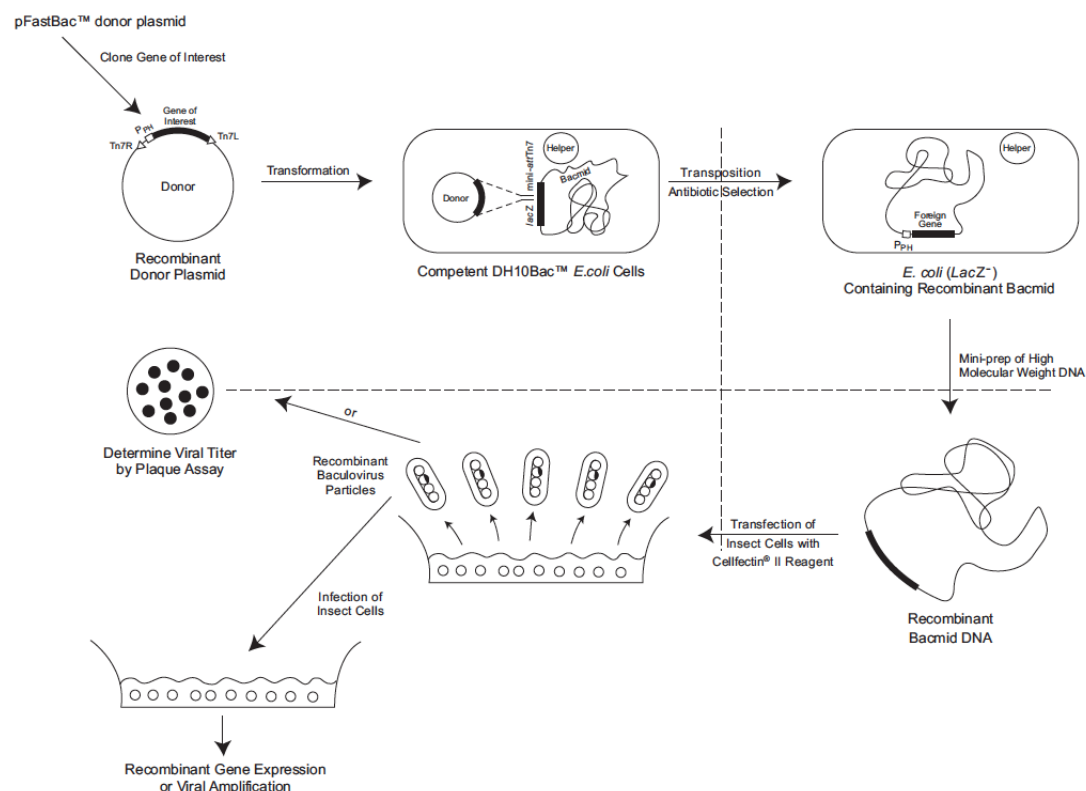 pFastBac™ donor plasmid
Clone Gene of Interest
Gene of
Interest
PPH
Tn7R
Tn7L
Donor
Recombinant
Donor Plasmid
Transformation
Helper
Donor
lacZ
mini-attTn7
Bacmid
Competent DH10Bac™ E.coli Cells
Transposition
Antibiotic Selection
Helper
Foreign
Gene
PPH
E. coli (LacZ⁻)
Containing Recombinant Bacmid
Mini-prep of High
Molecular Weight DNA
Recombinant
Bacmid DNA
Transfection of
Insect Cells with
Cellfectin® II Reagent
Recombinant
Baculovirus
Particles
or
Determine Viral Titer
by Plaque Assay
Infection of
Insect Cells
Recombinant Gene Expression
or Viral Amplification